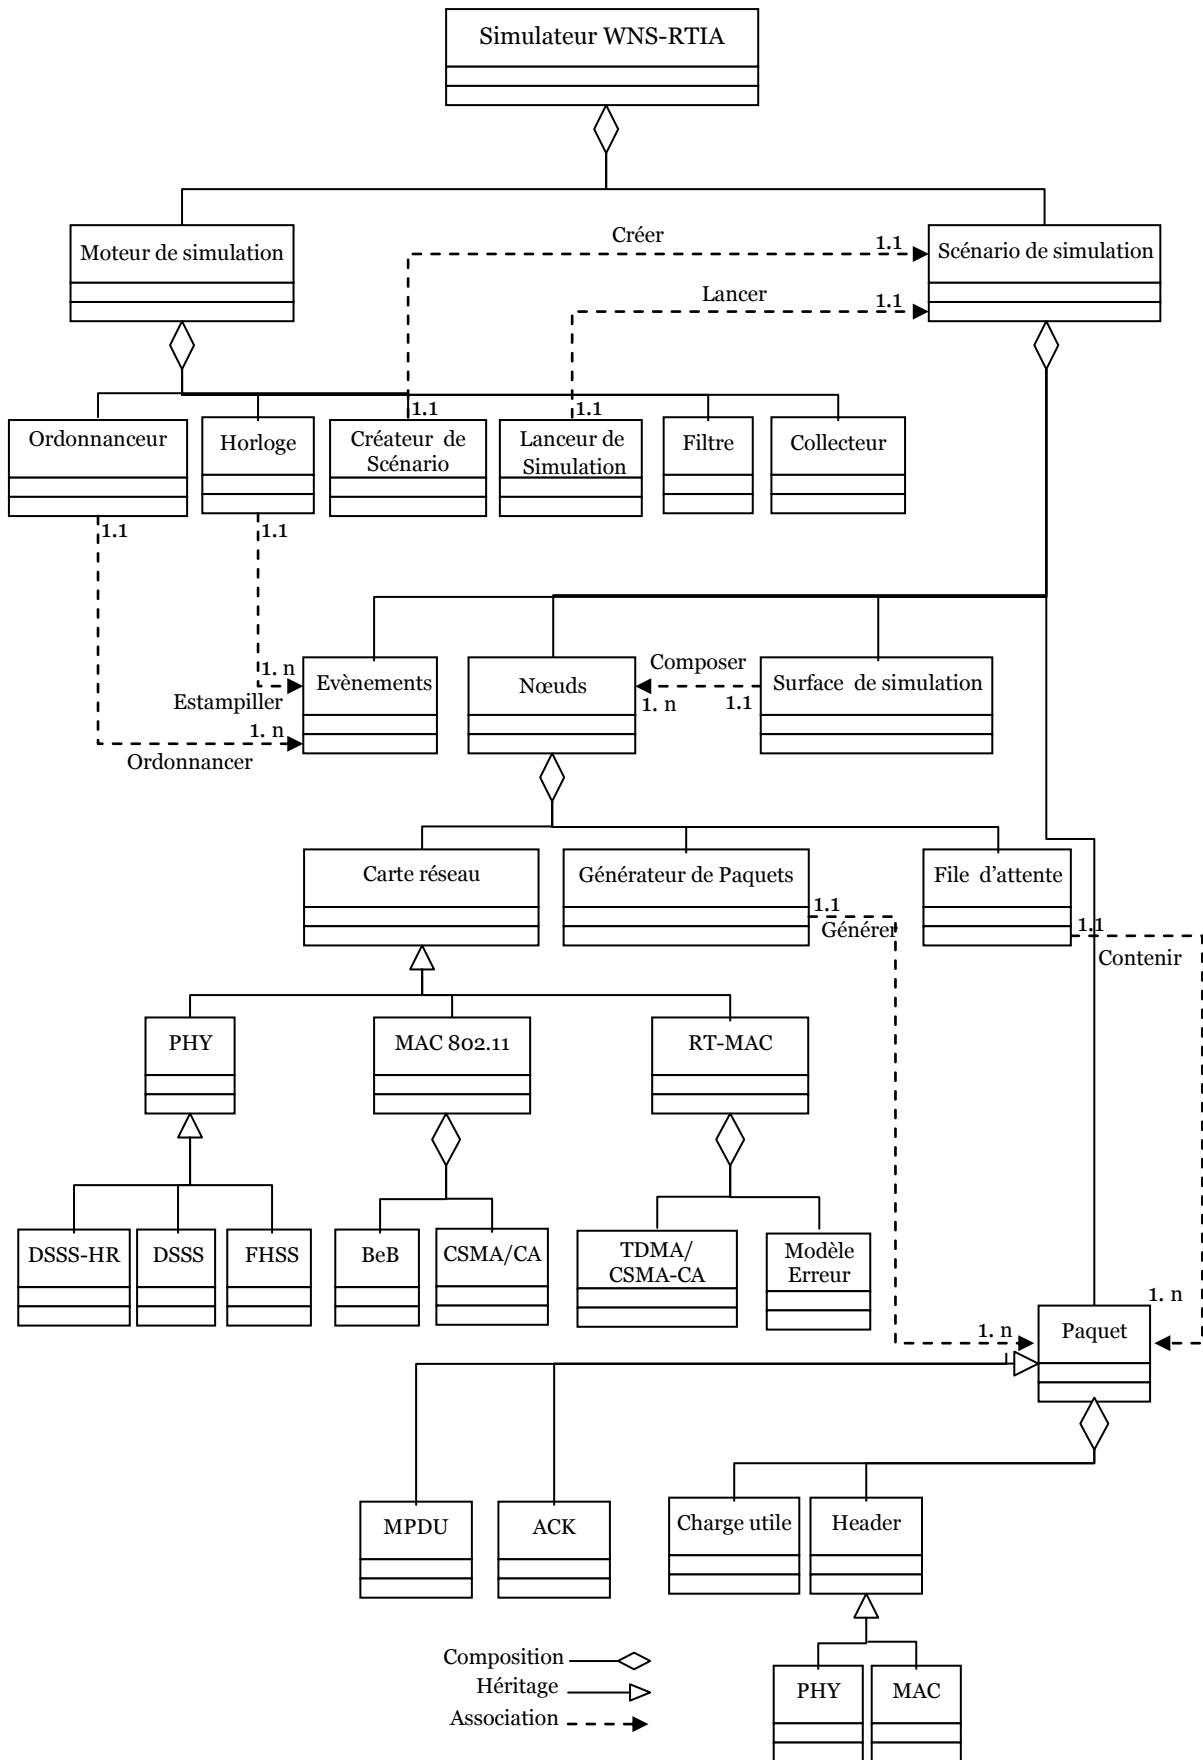 Simulateur WNS-RTIA
Créer
1.1
Moteur de simulation
Scénario de simulation
Lancer
1.1
1.1
1.1
Ordonnanceur
Horloge
Créateur de
Scénario
Lanceur de
Simulation
Filtre
Collecteur
1.1
1.1
1. n
Composer
Evènements
Nœuds
Surface de simulation
Estampiller
1. n
1.1
1. n
Ordonnancer
Carte réseau
Générateur de Paquets
File d'attente
1.1
Générer
1.1
Contenir
PHY
MAC 802.11
RT-MAC
DSSS-HR
DSSS
FHSS
BeB
CSMA/CA
TDMA/
CSMA-CA
Modèle
Erreur
1. n
1. n
Paquet
MPDU
ACK
Charge utile
Header
Composition
Héritage
Association
PHY
MAC